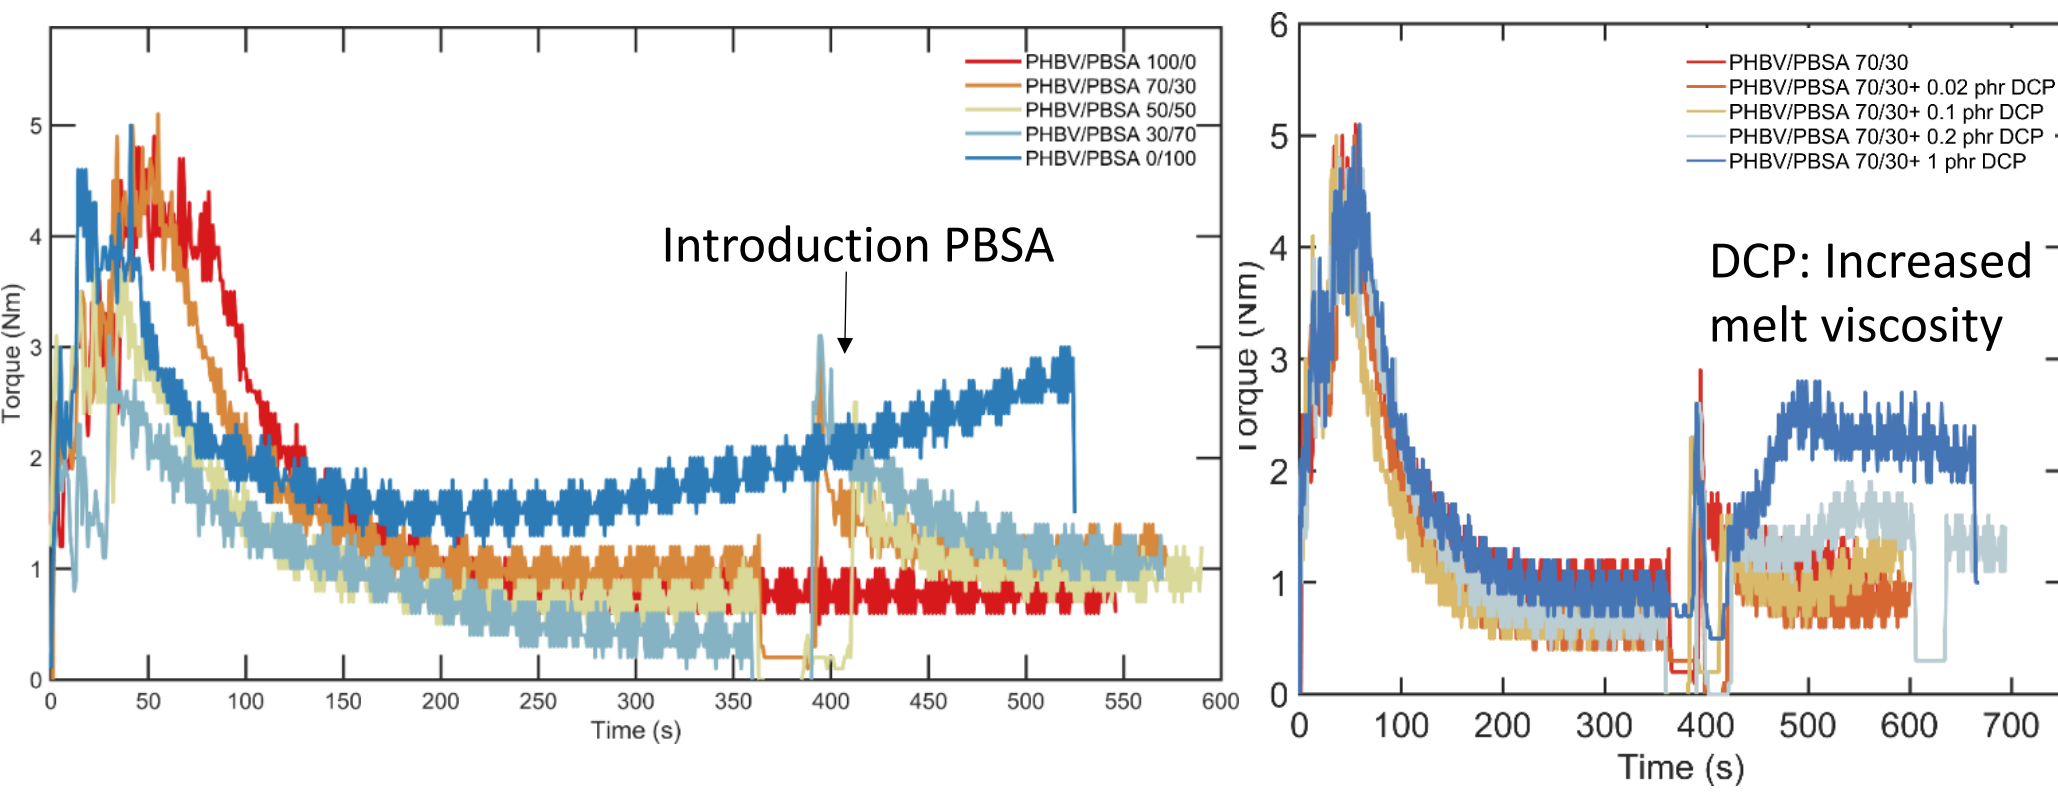 PHBV/PBSA 100/0
PHBV/PBSA 70/30
PHBV/PBSA 50/50
PHBV/PBSA 30/70
PHBV/PBSA 0/100
Introduction PBSA
Torque (Nm)
5
4
3
2
1
0
0 50 100 150 200 250 300 350 400 450 500 550 600
Time (s)
PHBV/PBSA 70/30
PHBV/PBSA 70/30+ 0.02 phr DCP
PHBV/PBSA 70/30+ 0.1 phr DCP
PHBV/PBSA 70/30+ 0.2 phr DCP
PHBV/PBSA 70/30+ 1 phr DCP
DCP: Increased
melt viscosity
Torque (Nm)
6
5
4
3
2
1
0
0 100 200 300 400 500 600 700
Time (s)